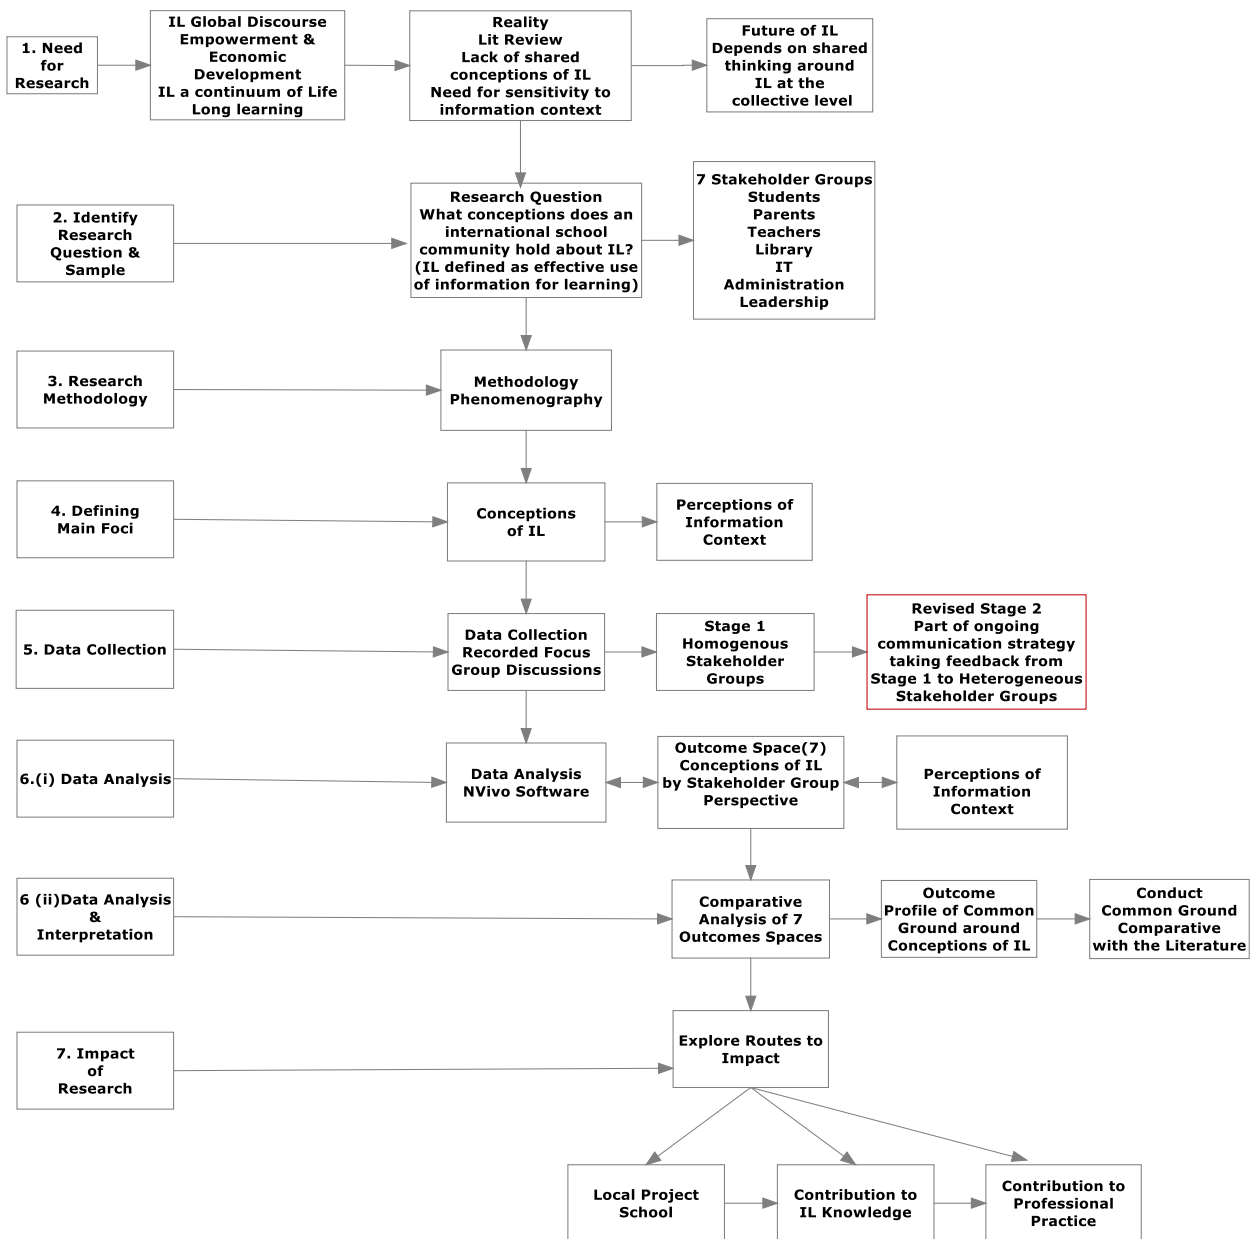 1. Need
for
Research
IL Global Discourse
Empowerment &
Economic
Development
IL a continuum of Life
Long learning
Reality
Lit Review
Lack of shared
conceptions of IL
Need for sensitivity to
information context
Future of IL
Depends on shared
thinking around
IL at the
collective level
2. Identify
Research
Question &
Sample
Research Question
What conceptions does an
international school
community hold about IL?
(IL defined as effective use
of information for learning)
7 Stakeholder Groups
Students
Parents
Teachers
Library
IT
Administration
Leadership
3. Research
Methodology
Methodology
Phenomenography
4. Defining
Main Foci
Conceptions
of IL
Perceptions of
Information
Context
5. Data Collection
Data Collection
Recorded Focus
Group Discussions
Stage 1
Homogenous
Stakeholder
Groups
Revised Stage 2
Part of ongoing
communication strategy
taking feedback from
Stage 1 to Heterogeneous
Stakeholder Groups
6.(i) Data Analysis
Data Analysis
NVivo Software
Outcome Space(7)
Conceptions of IL
by Stakeholder Group
Perspective
Perceptions of
Information
Context
6 (ii)Data Analysis
&
Interpretation
Comparative
Analysis of 7
Outcomes Spaces
Outcome
Profile of Common
Ground around
Conceptions of IL
Conduct
Common Ground
Comparative
with the Literature
7. Impact
of
Research
Explore Routes to
Impact
Local Project
School
Contribution to
IL Knowledge
Contribution to
Professional
Practice